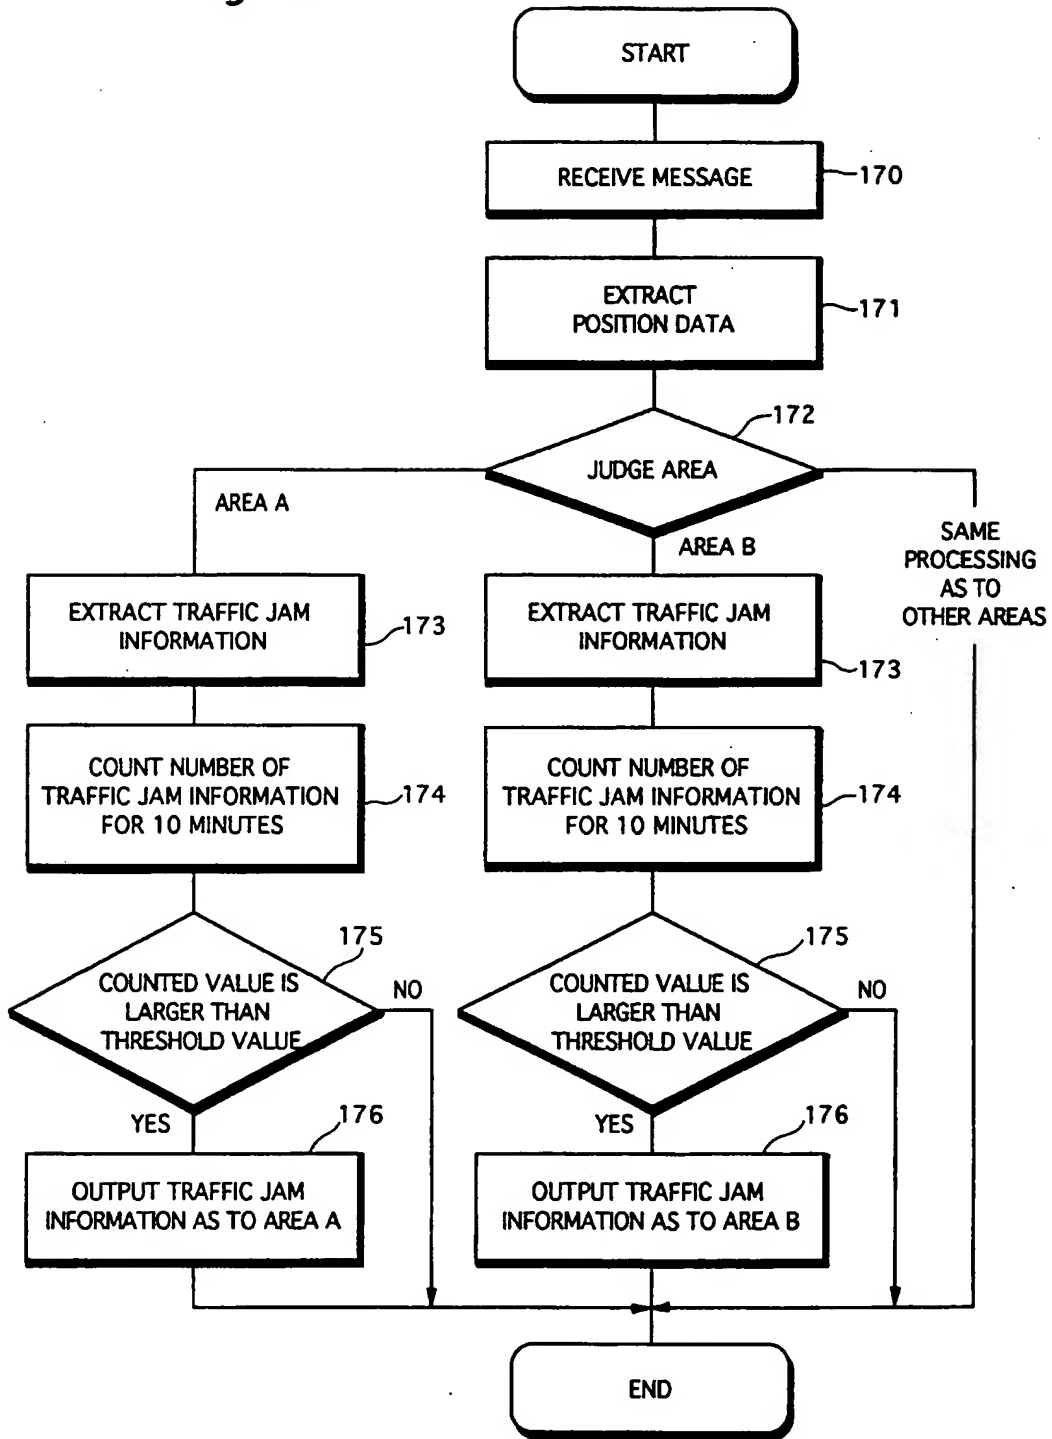 START
RECEIVE MESSAGE
170
EXTRACT
POSITION DATA
171
172
JUDGE AREA
AREA A
AREA B
SAME
PROCESSING
AS TO
OTHER AREAS
EXTRACT TRAFFIC JAM
INFORMATION
173
EXTRACT TRAFFIC JAM
INFORMATION
173
COUNT NUMBER OF
TRAFFIC JAM INFORMATION
FOR 10 MINUTES
174
COUNT NUMBER OF
TRAFFIC JAM INFORMATION
FOR 10 MINUTES
174
175
COUNTED VALUE IS
LARGER THAN
THRESHOLD VALUE
NO
YES
175
COUNTED VALUE IS
LARGER THAN
THRESHOLD VALUE
NO
YES
176
OUTPUT TRAFFIC JAM
INFORMATION AS TO AREA A
176
OUTPUT TRAFFIC JAM
INFORMATION AS TO AREA B
END